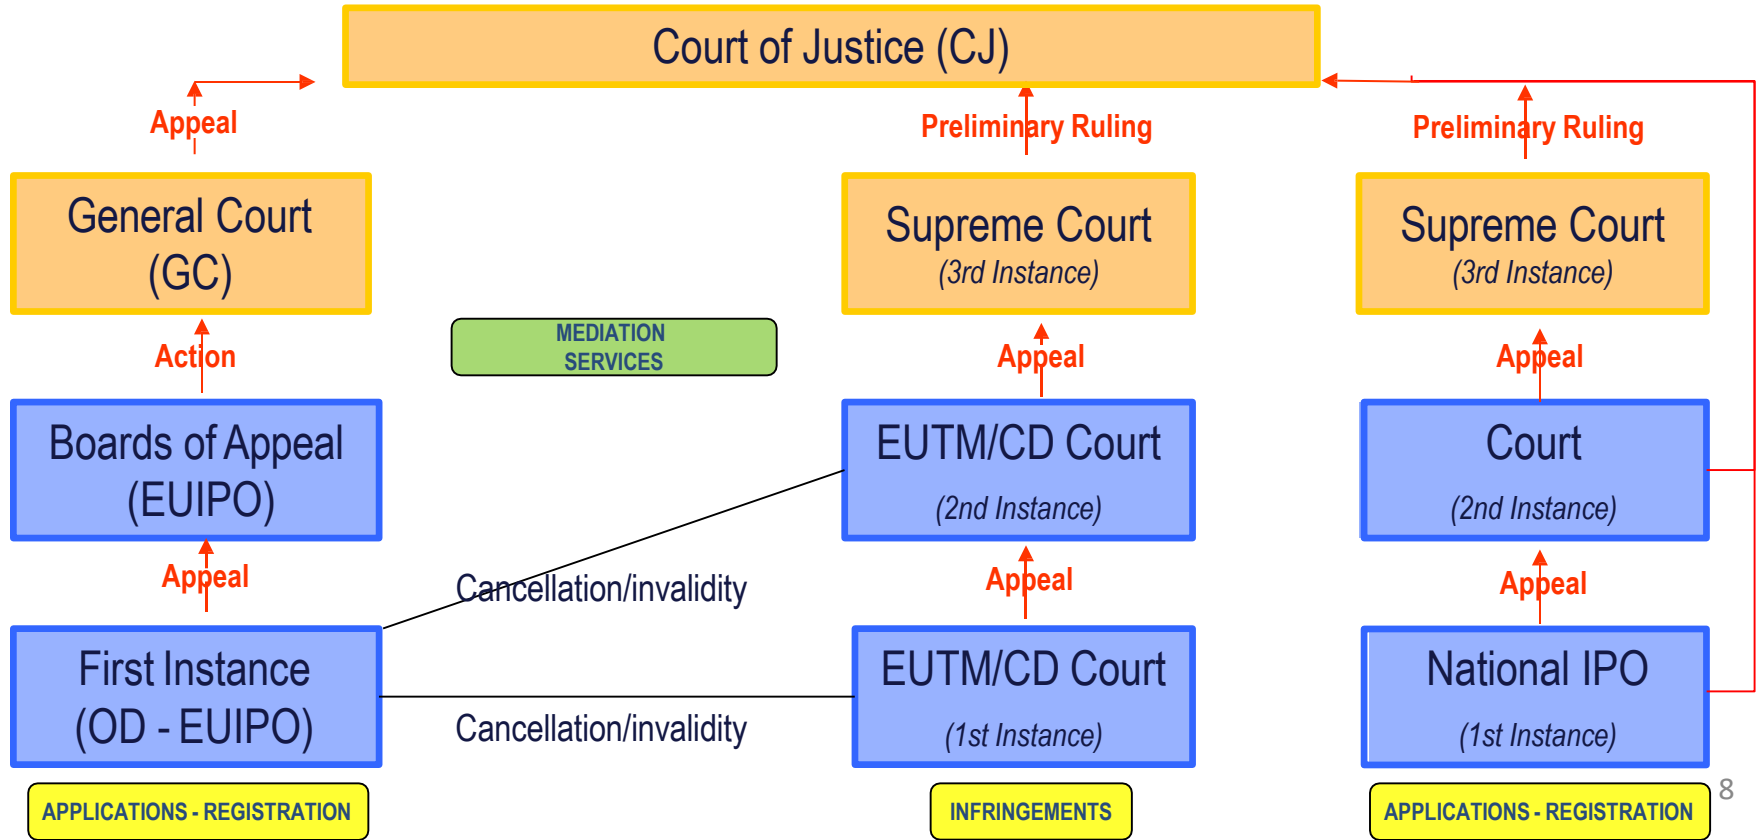 Court of Justice (CJ)
Appeal
Preliminary Ruling
Preliminary Ruling
General Court
(GC)
Supreme Court
(3rd Instance)
Supreme Court
(3rd Instance)
Action
MEDIATION
SERVICES
Appeal
Appeal
Boards of Appeal
(EUIPO)
EUTM/CD Court
(2nd Instance)
Court
(2nd Instance)
Appeal
Cancellation/invalidity
Appeal
Appeal
First Instance
(OD - EUIPO)
Cancellation/invalidity
EUTM/CD Court
(1st Instance)
National IPO
(1st Instance)
APPLICATIONS - REGISTRATION
INFRINGEMENTS
APPLICATIONS - REGISTRATION
8